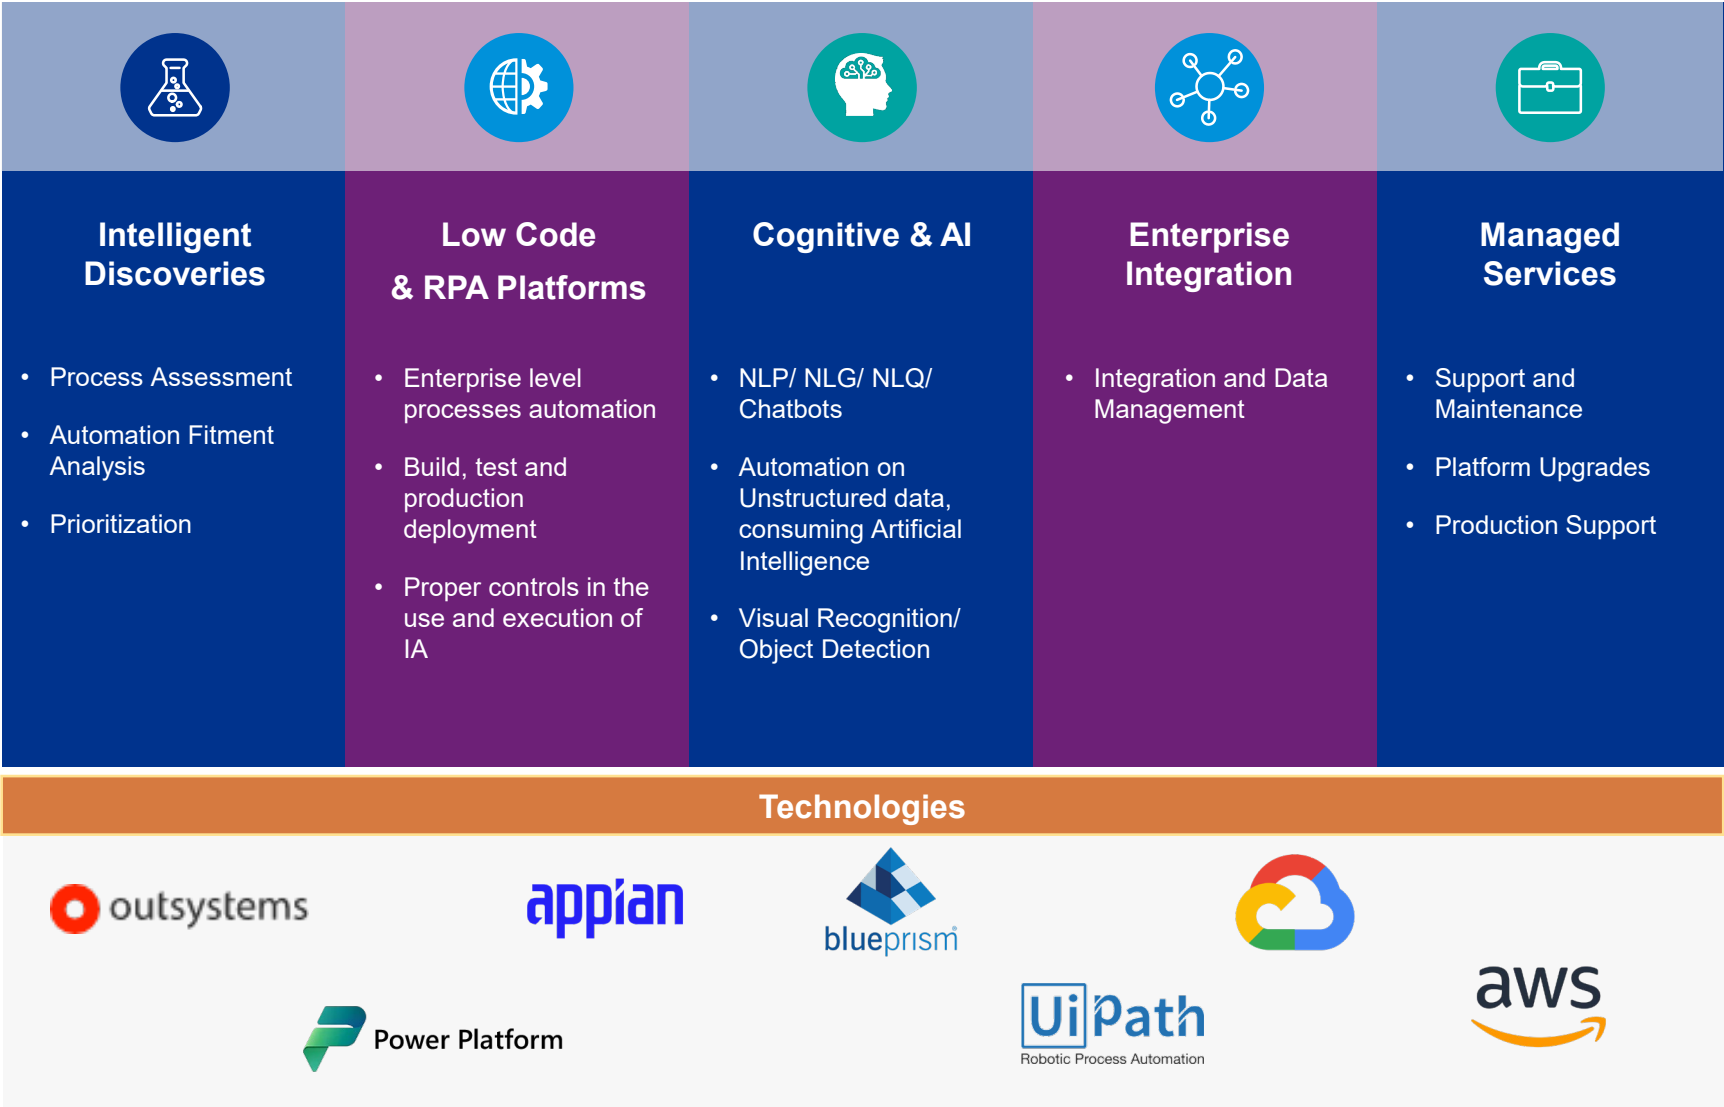 Intelligent
Discoveries
• Process Assessment
• Automation Fitment
Analysis
• Prioritization
Low Code
& RPA Platforms
• Enterprise level
processes automation
• Build, test and
production
deployment
• Proper controls in the
use and execution of
IA
Cognitive & AI
• NLP/ NLG/ NLQ/
Chatbots
• Automation on
Unstructured data,
consuming Artificial
Intelligence
• Visual Recognition/
Object Detection
Enterprise
Integration
• Integration and Data
Management
Managed
Services
• Support and
Maintenance
• Platform Upgrades
• Production Support
Technologies
outsystems
appian
blueprism®
aws
Power Platform
UiPath
Robotic Process Automation